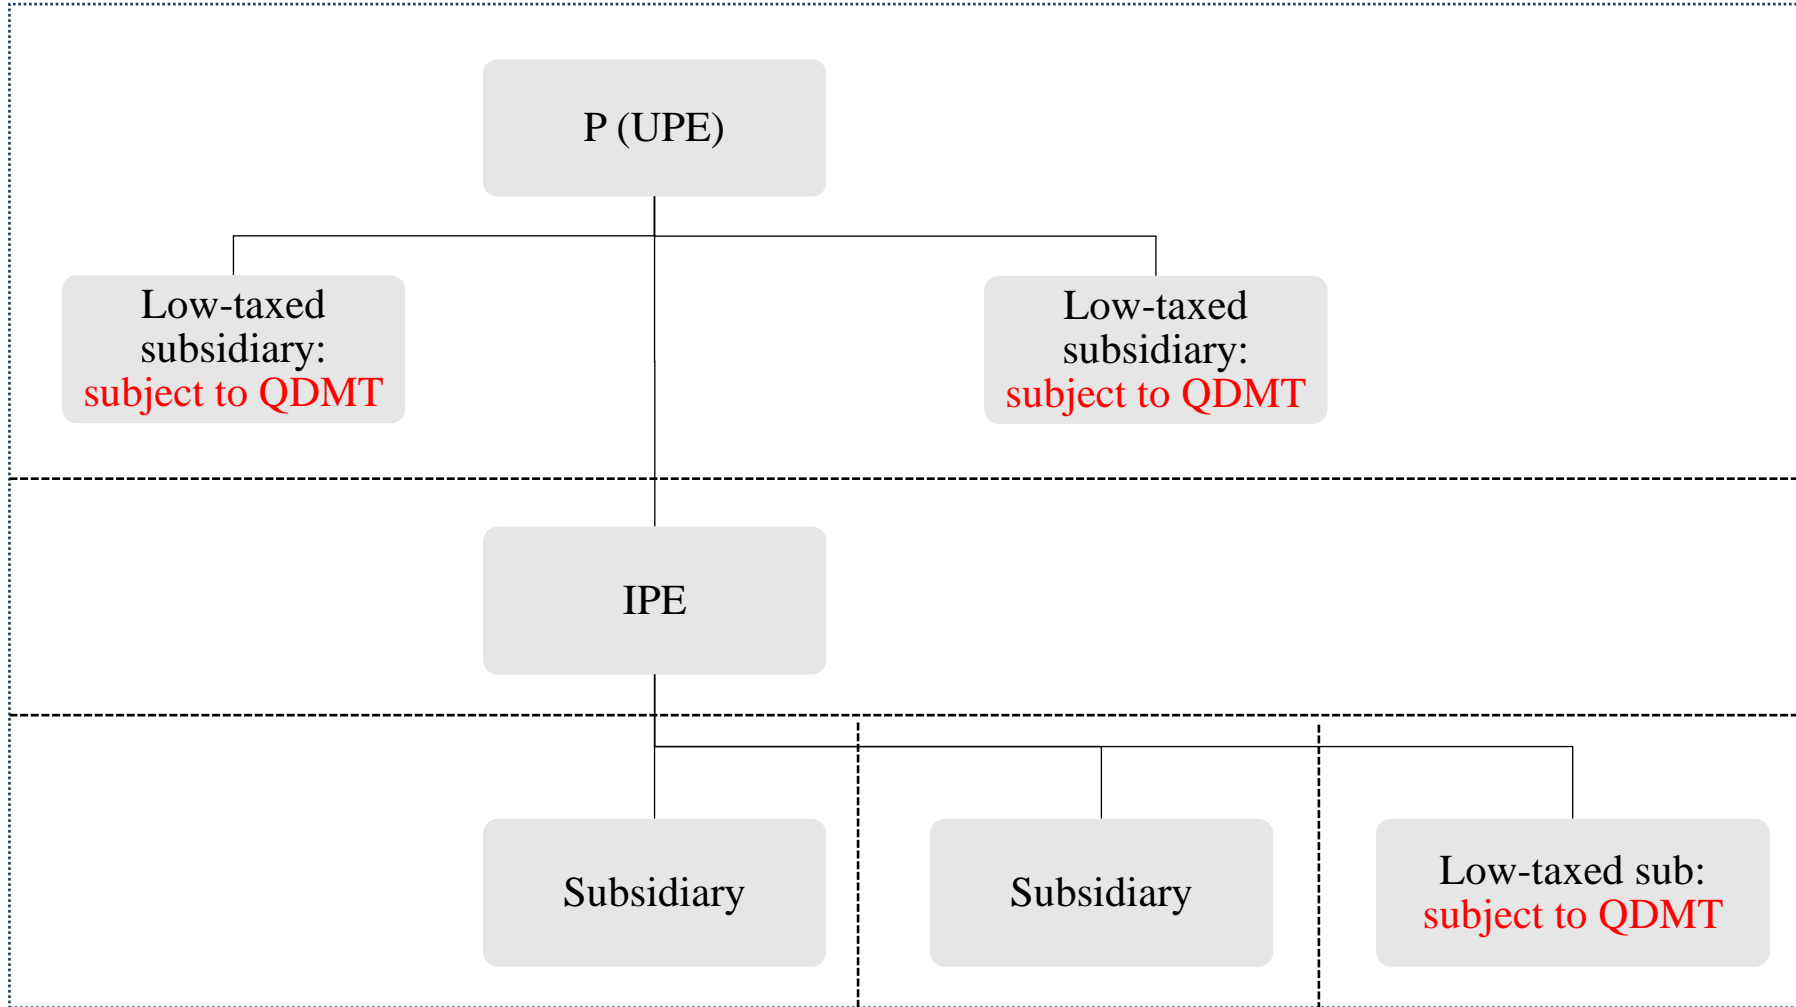 P (UPE)
Low-taxed
subsidiary:
subject to QDMT
Low-taxed
subsidiary:
subject to QDMT
IPE
Subsidiary
Subsidiary
Low-taxed sub:
subject to QDMT